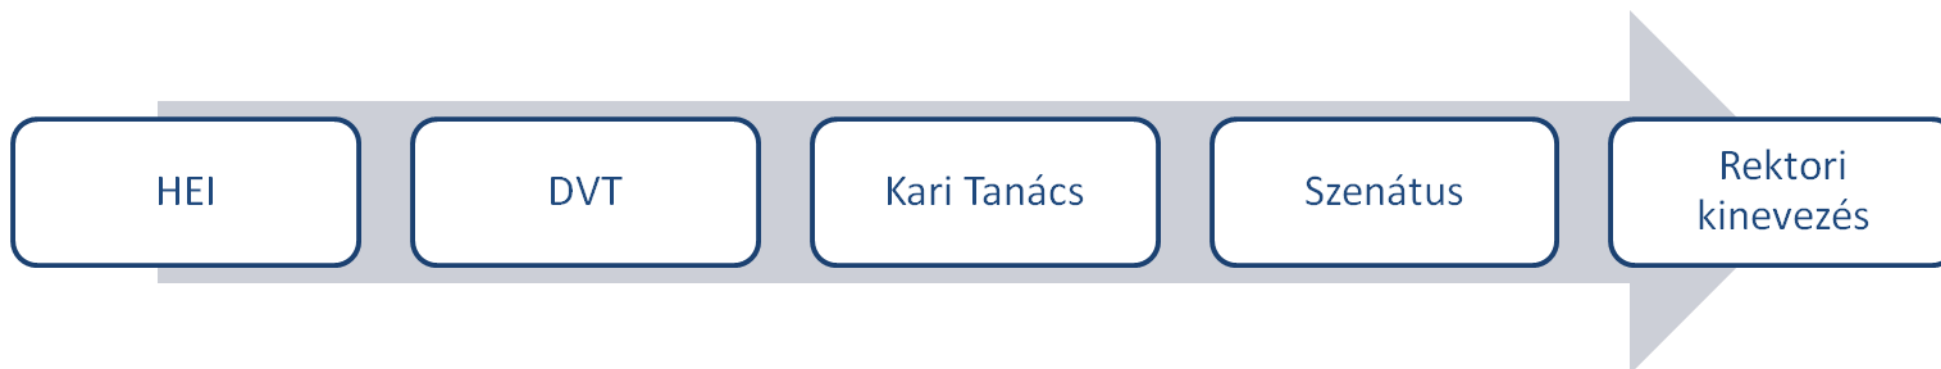 HEI
DVT
Kari Tanács
Szenátus
Rektori
kinevezés